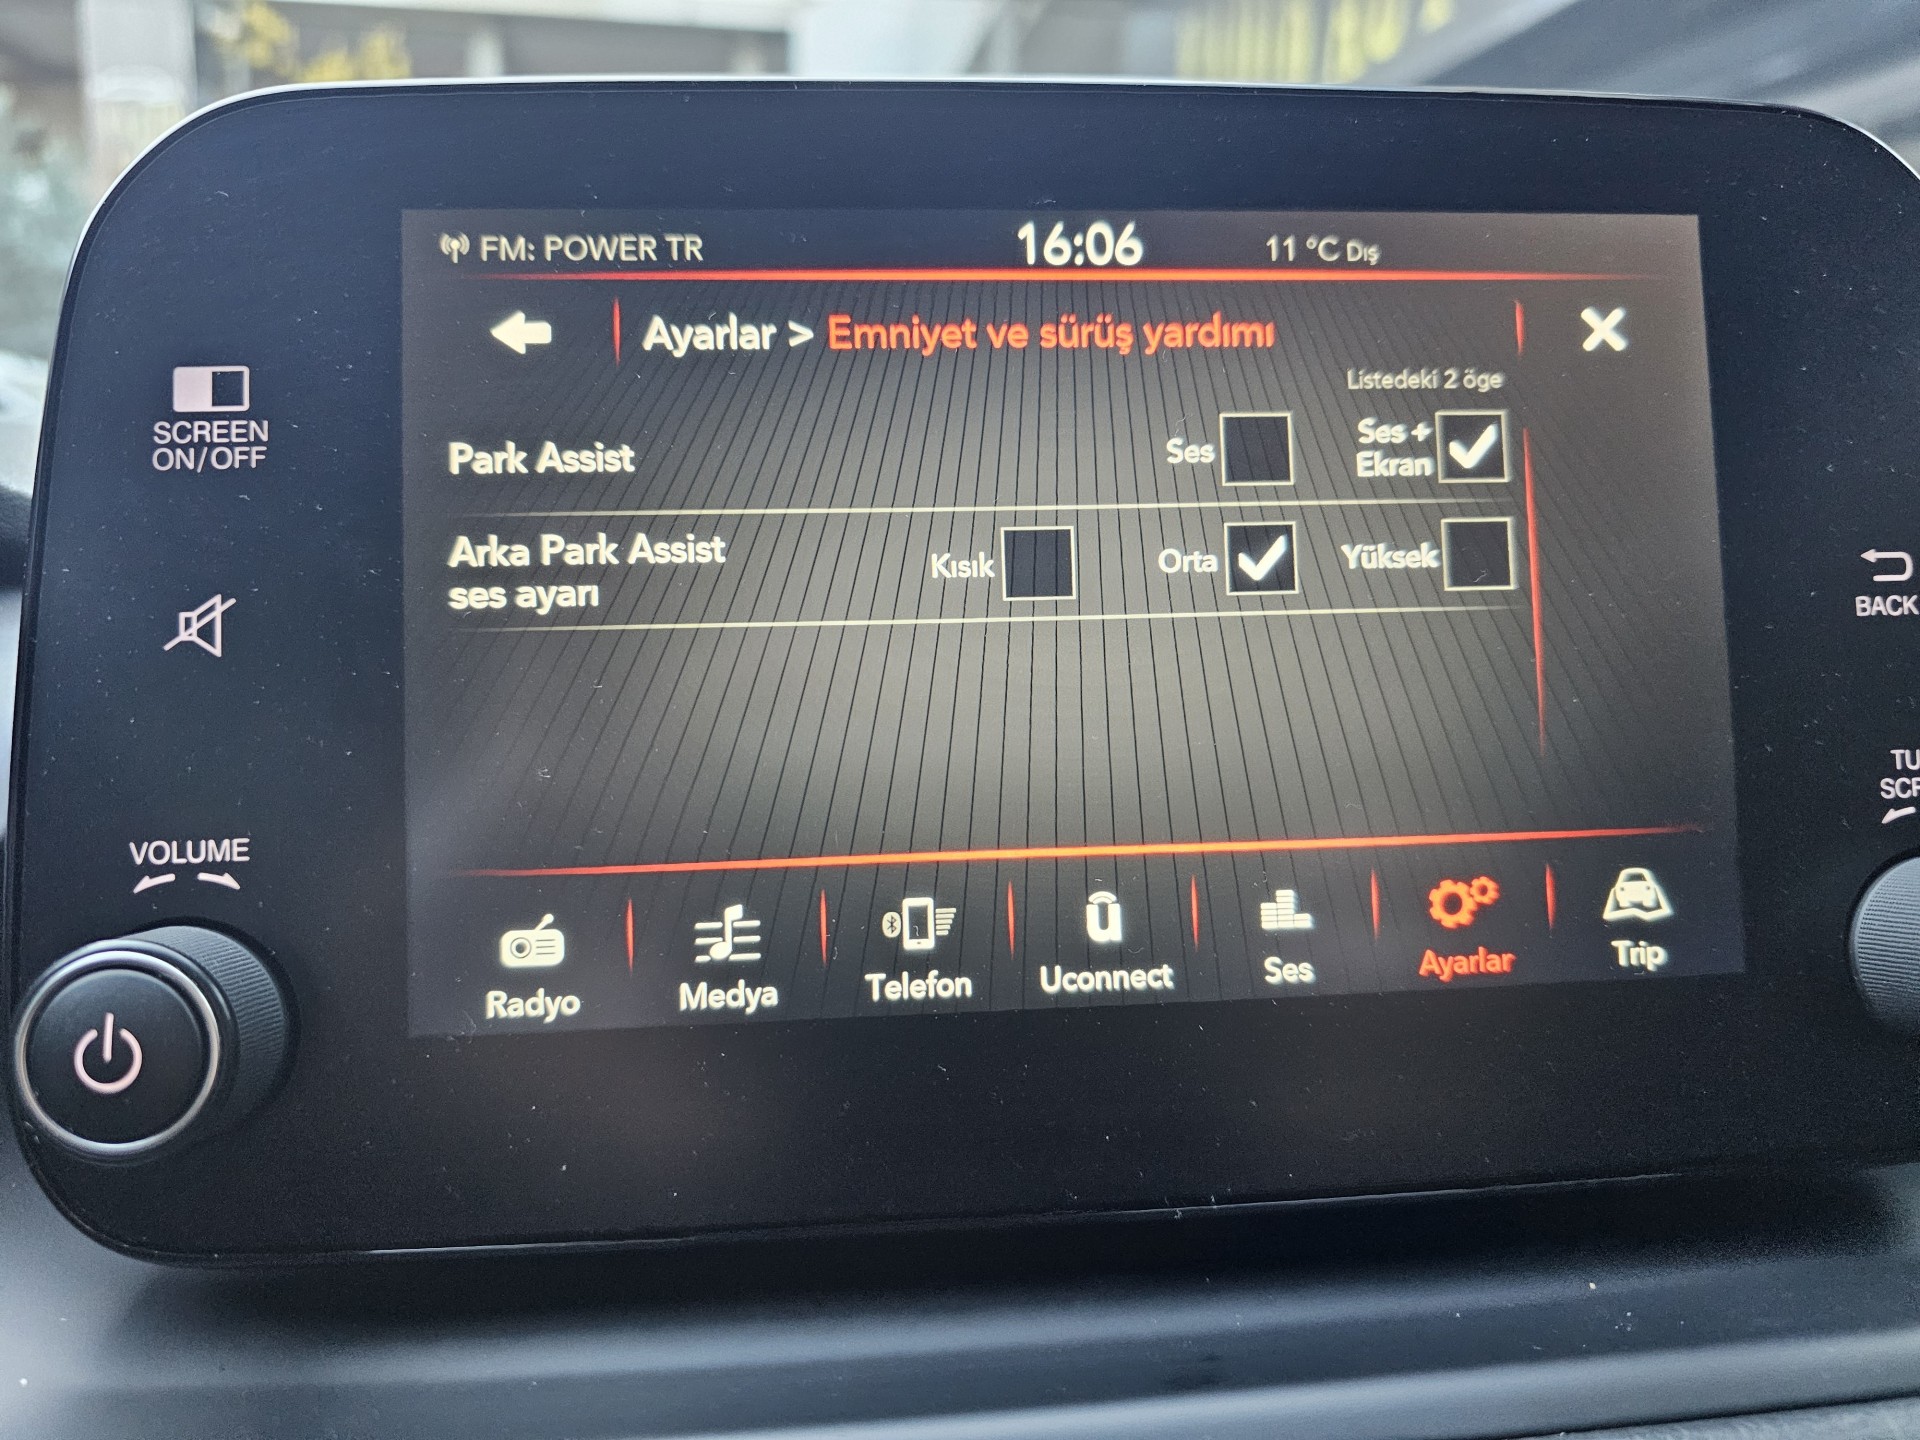 FM: POWER TR 16:06 11 °C Dış
Ayarlar > Emniyet ve sürüş yardımı
Listedeki 2 öge
Park Assist Ses Ses +
Ekran
Arka Park Assist
ses ayarı
Kısık Orta Yüksek
Radyo Medya Telefon Uconnect Ses Ayarlar Trip
SCREEN
ON/OFF
VOLUME
BACK